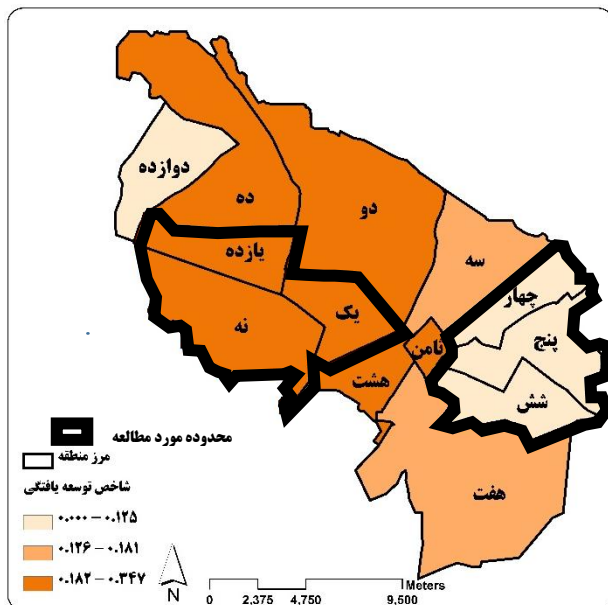 دوازده
ده
دو
سه
یازده
چهار
یک
نه
پنج
ثامن
هشت
شش
هفت
محدوده مورد مطالعه
مرز منطقه
شاخص توسعه یافتگی
۰.۰۰۰ – ۰.۱۲۵
۰.۱۲۶ – ۰.۱۸۱
۰.۱۸۲ – ۰.۳۴۷
N
Meters
0 2,375 4,750 9,500